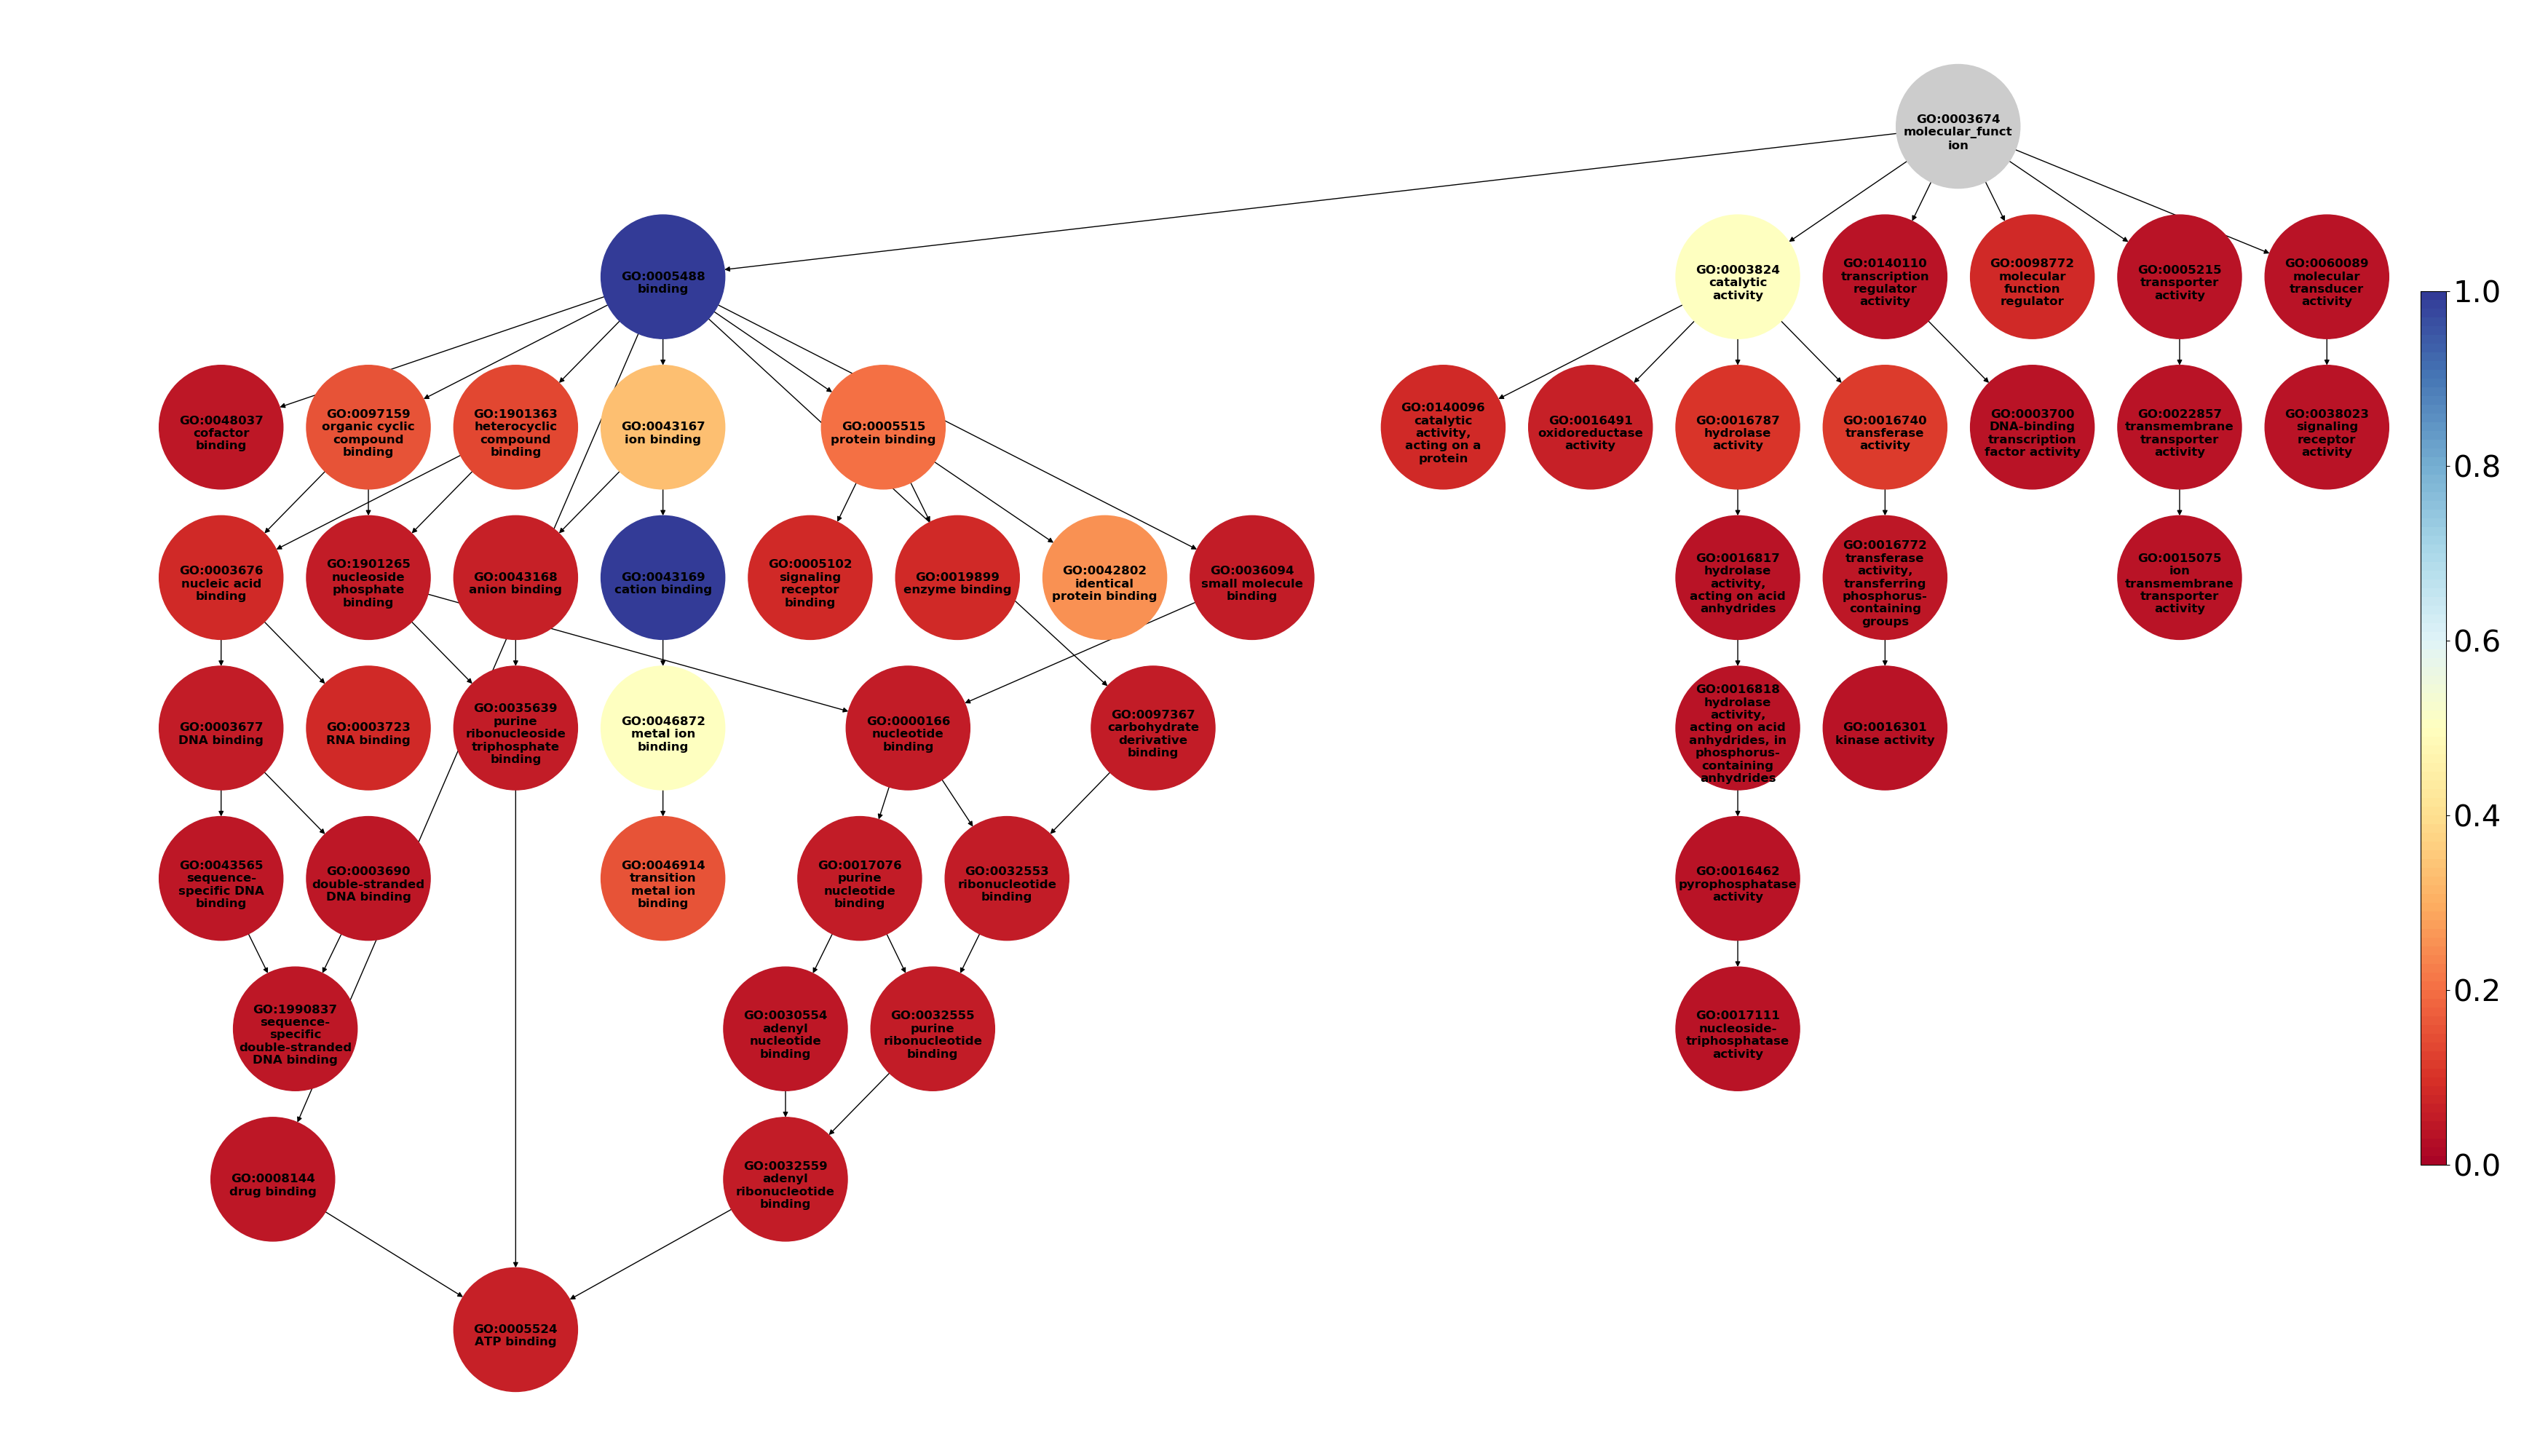 GO:0003674
molecular_funct
ion
GO:0005488
binding
GO:0003824
catalytic
activity
GO:0140110
transcription
regulator
activity
GO:0098772
molecular
function
regulator
GO:0005215
transporter
activity
GO:0060089
molecular
transducer
activity
GO:0048037
cofactor
binding
GO:0097159
organic cyclic
compound
binding
GO:1901363
heterocyclic
compound
binding
GO:0043167
ion binding
GO:0005515
protein binding
GO:0140096
catalytic
activity,
acting on a
protein
GO:0016491
oxidoreductase
activity
GO:0016787
hydrolase
activity
GO:0016740
transferase
activity
GO:0003700
DNA-binding
transcription
factor activity
GO:0022857
transmembrane
transporter
activity
GO:0038023
signaling
receptor
activity
GO:0003676
nucleic acid
binding
GO:1901265
nucleoside
phosphate
binding
GO:0043168
anion binding
GO:0043169
cation binding
GO:0005102
signaling
receptor
binding
GO:0019899
enzyme binding
GO:0042802
identical
protein binding
GO:0036094
small molecule
binding
GO:0016817
hydrolase
activity,
acting on acid
anhydrides
GO:0016772
transferase
activity,
transferring
phosphorus-
containing
groups
GO:0015075
ion
transmembrane
transporter
activity
GO:0003677
DNA binding
GO:0003723
RNA binding
GO:0035639
purine
ribonucleoside
triphosphate
binding
GO:0046872
metal ion
binding
GO:0000166
nucleotide
binding
GO:0097367
carbohydrate
derivative
binding
GO:0016818
hydrolase
activity,
acting on acid
anhydrides, in
phosphorus-
containing
anhydrides
GO:0016301
kinase activity
GO:0043565
sequence-
specific DNA
binding
GO:0003690
double-stranded
DNA binding
GO:0046914
transition
metal ion
binding
GO:0017076
purine
nucleotide
binding
GO:0032553
ribonucleotide
binding
GO:0016462
pyrophosphatase
activity
GO:1990837
sequence-
specific
double-stranded
DNA binding
GO:0030554
adenyl
nucleotide
binding
GO:0032555
purine
ribonucleotide
binding
GO:0017111
nucleoside-
triphosphatase
activity
GO:0008144
drug binding
GO:0032559
adenyl
ribonucleotide
binding
GO:0005524
ATP binding
1.0
0.8
0.6
0.4
0.2
0.0